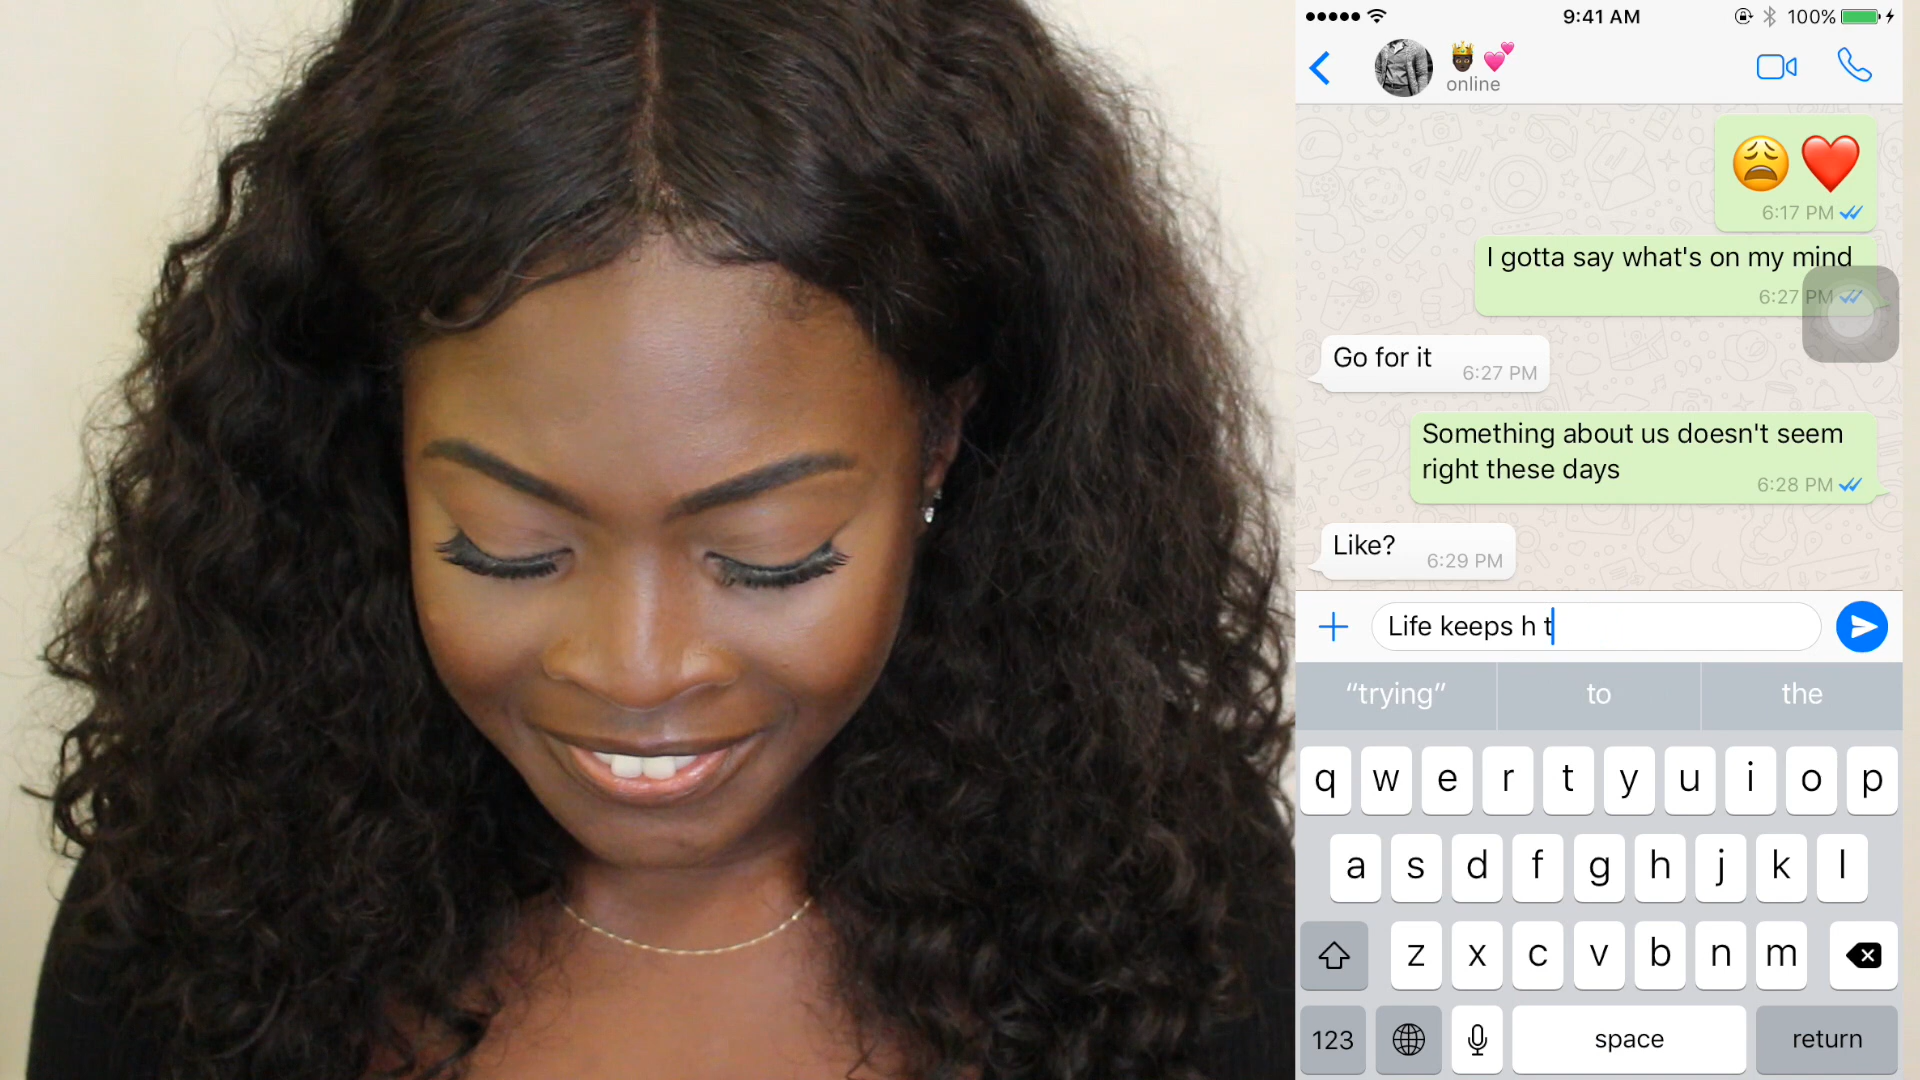 9:41 AM
100%
online
6:17 PM
I gotta say what's on my mind
6:27 PM
Go for it
6:27 PM
Something about us doesn't seem
right these days
6:28 PM
Like?
6:29 PM
Life keeps h t
“trying” to the
q w e r t y u i o p
a s d f g h j k l
z x c v b n m
123 space return